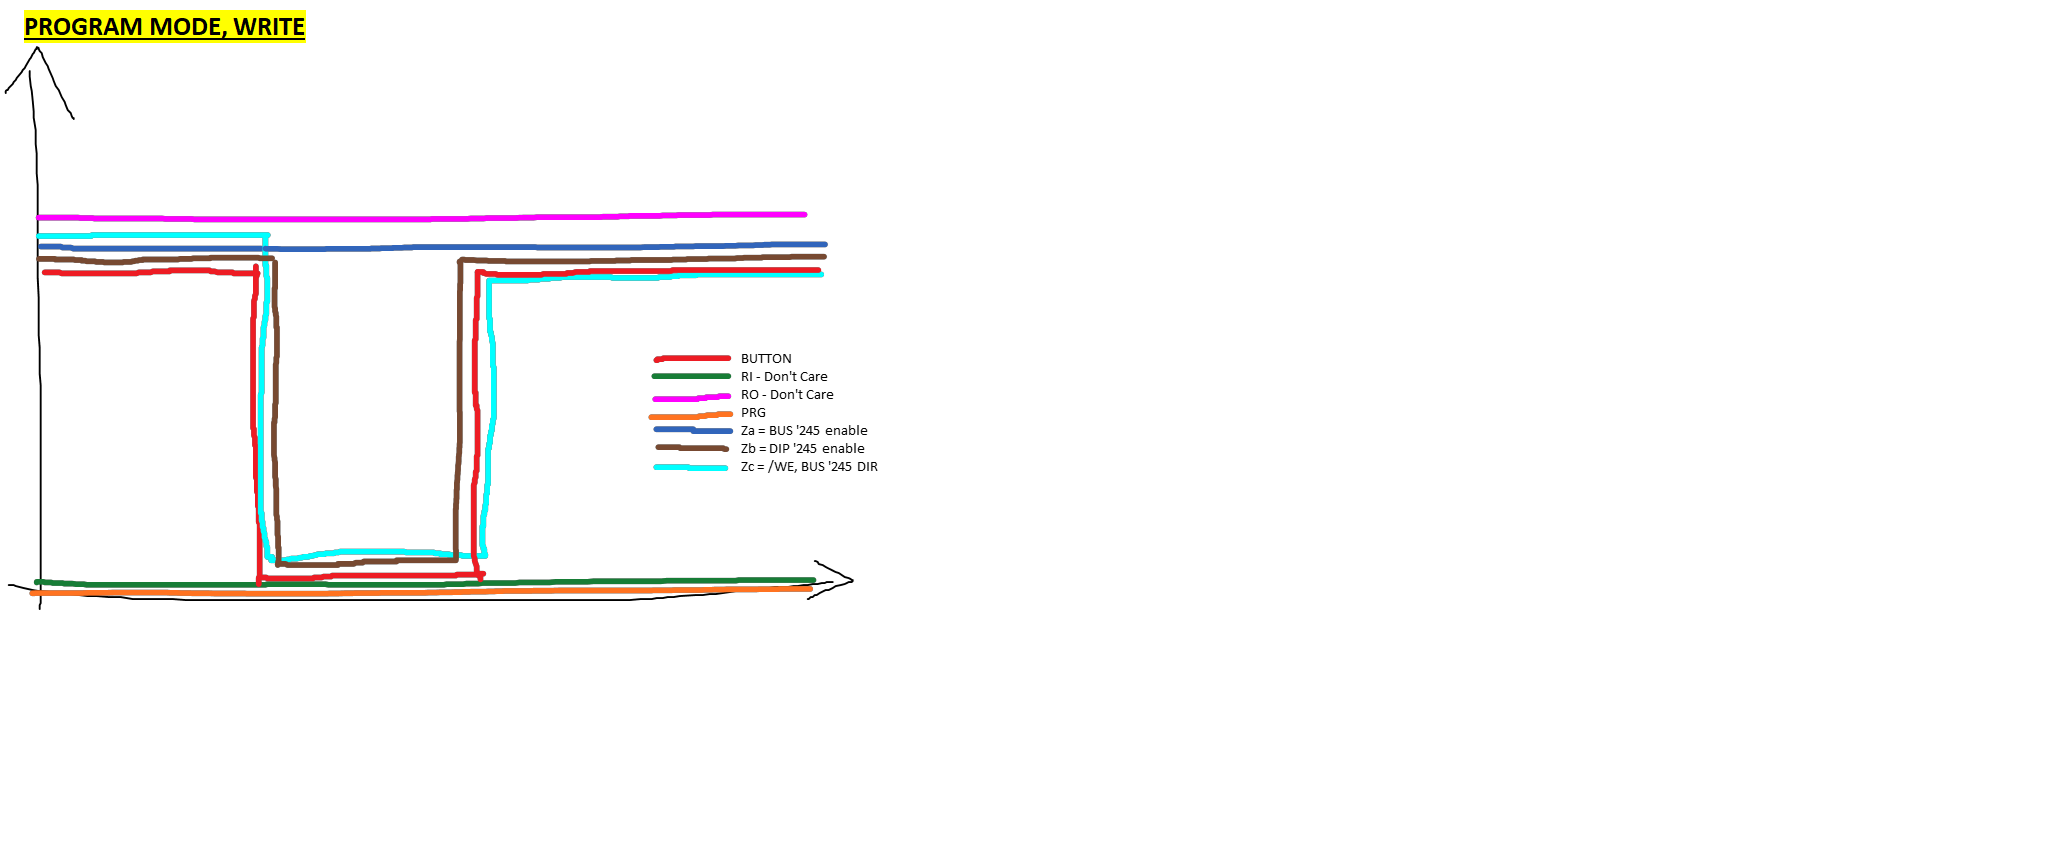 PROGRAM MODE, WRITE
BUTTON
RI - Don't Care
RO - Don't Care
PRG
Za = BUS '245 enable
Zb = DIP '245 enable
Zc = /WE, BUS '245 DIR